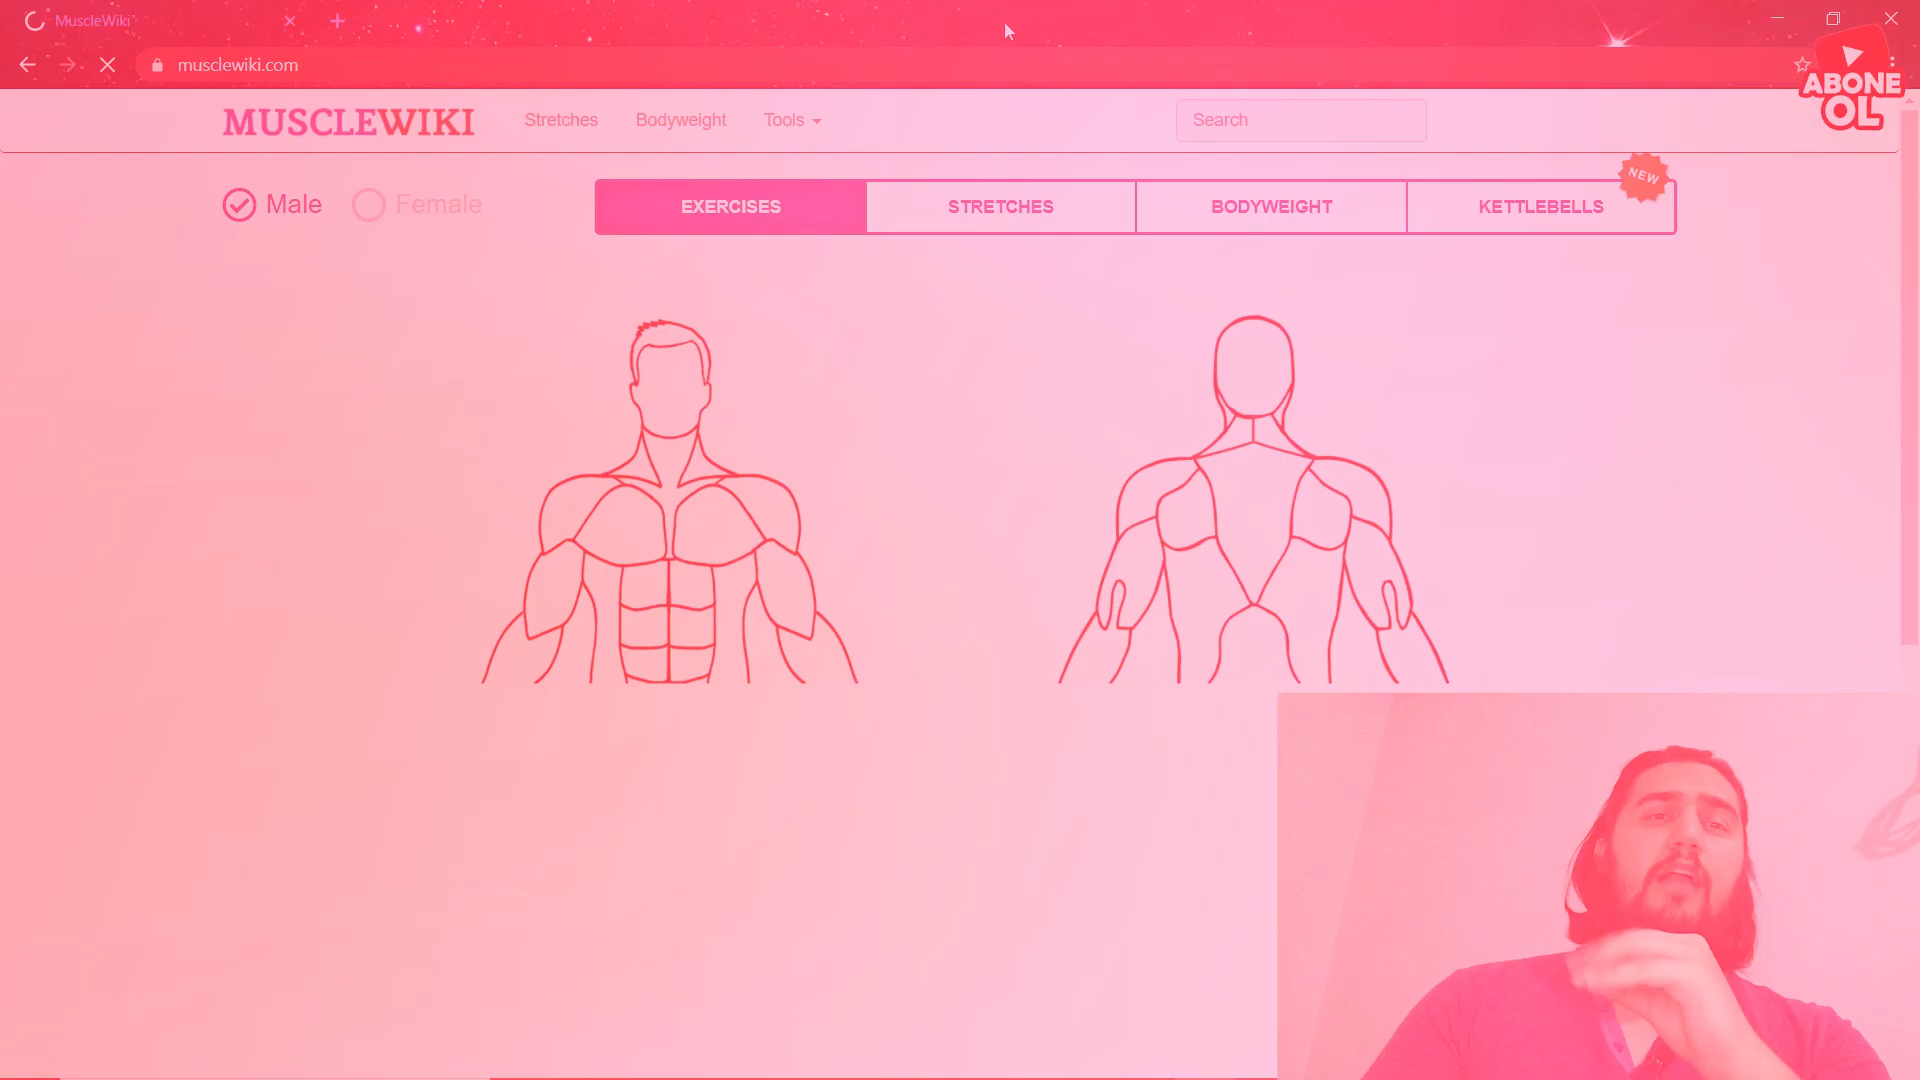 MuscleWiki
musclewiki.com
ABONE
OL
MUSCLEWIKI
Stretches
Bodyweight
Tools
Search
Male
Female
EXERCISES
STRETCHES
BODYWEIGHT
KETTLEBELLS
NEW